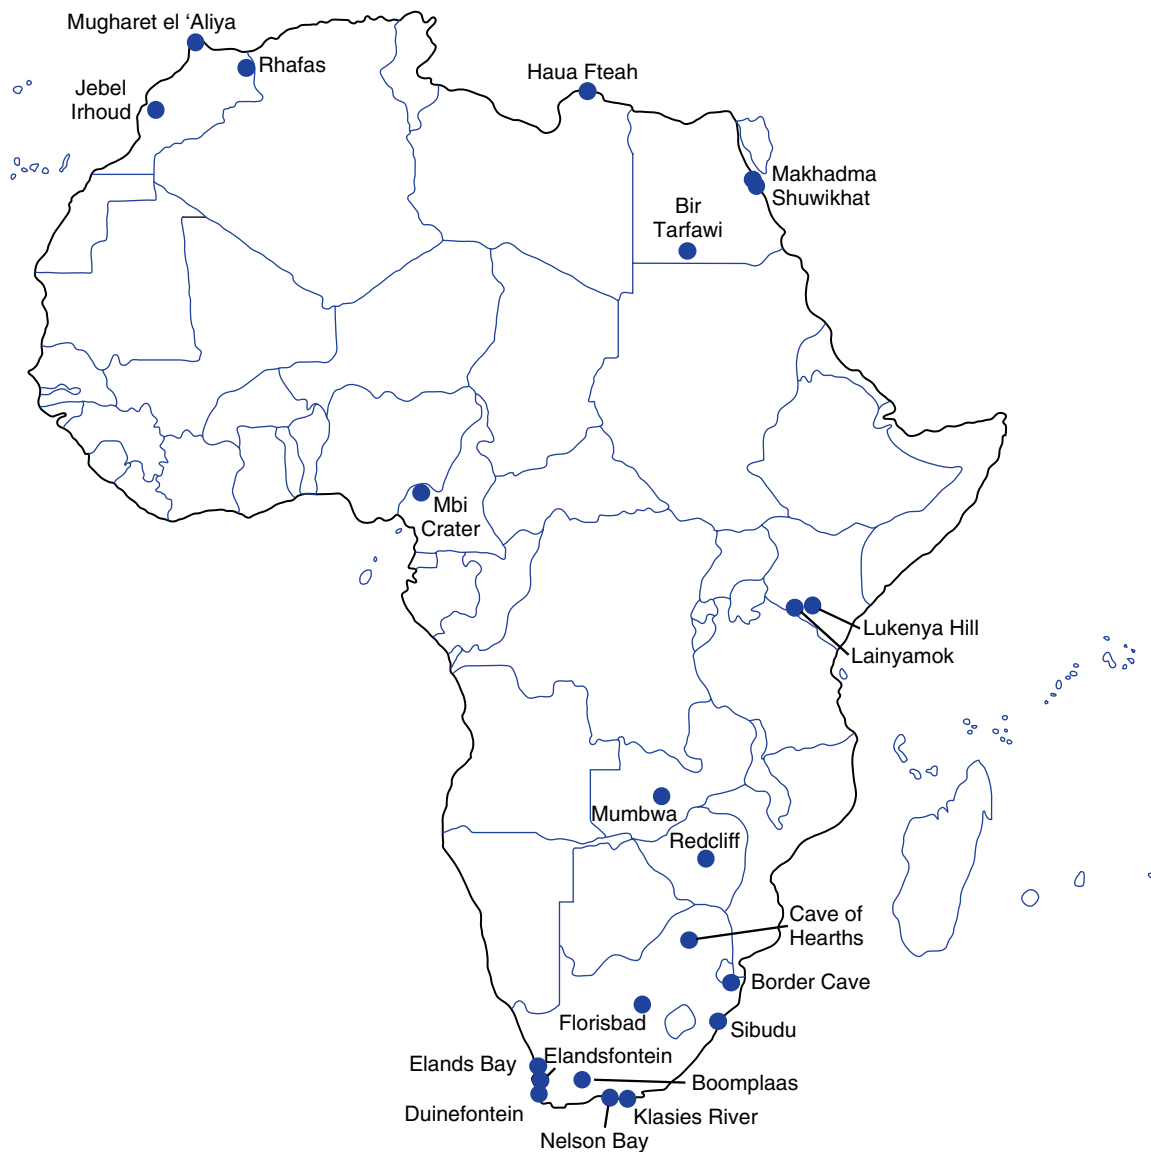 Mugharet el ‘Aliya
Rhafas
Jebel
Irhoud
Haua Fteah
Makhadma
Shuwikhat
Bir
Tarfawi
Mbi
Crater
Lukenya Hill
Lainyamok
Mumbwa
Redcliff
Cave of
Hearths
Border Cave
Florisbad
Sibudu
Elands Bay
Elandsfontein
Boomplaas
Duinefontein
Klasies River
Nelson Bay